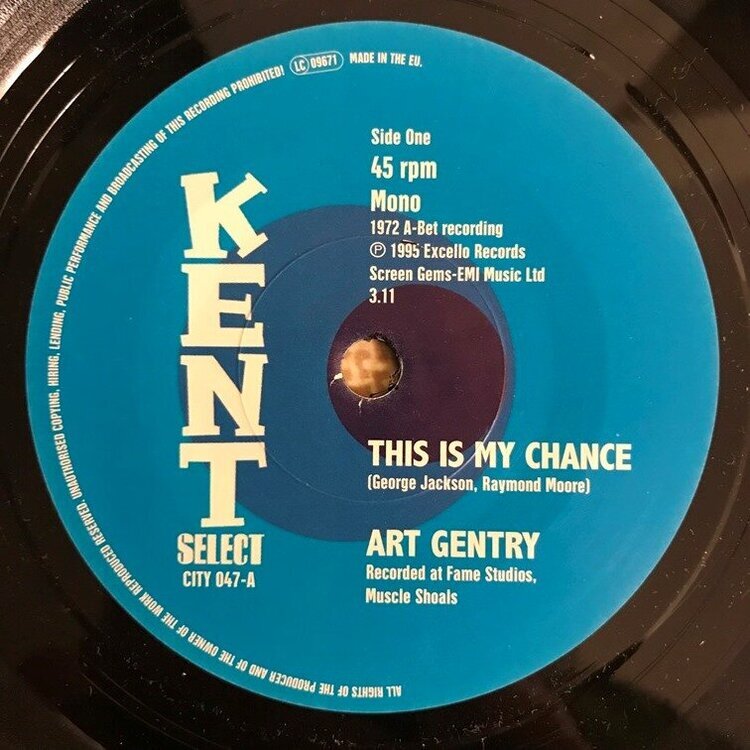 ALL RIGHTS OF THE PRODUCER AND OF THE OWNER OF THE WORK REPRODUCED RESERVED. UNAUTHORISED COPYING, HIRING, LENDING, PUBLIC PERFORMANCE AND BROADCASTING OF THIS RECORDING PROHIBITED! LC 09671 MADE IN THE EU.
Side One
45 rpm
Mono
1972 A-Bet recording
℗ 1995 Excello Records
Screen Gems-EMI Music Ltd
3.11
KENT
SELECT
CITY 047-A
THIS IS MY CHANCE
(George Jackson, Raymond Moore)
ART GENTRY
Recorded at Fame Studios,
Muscle Shoals